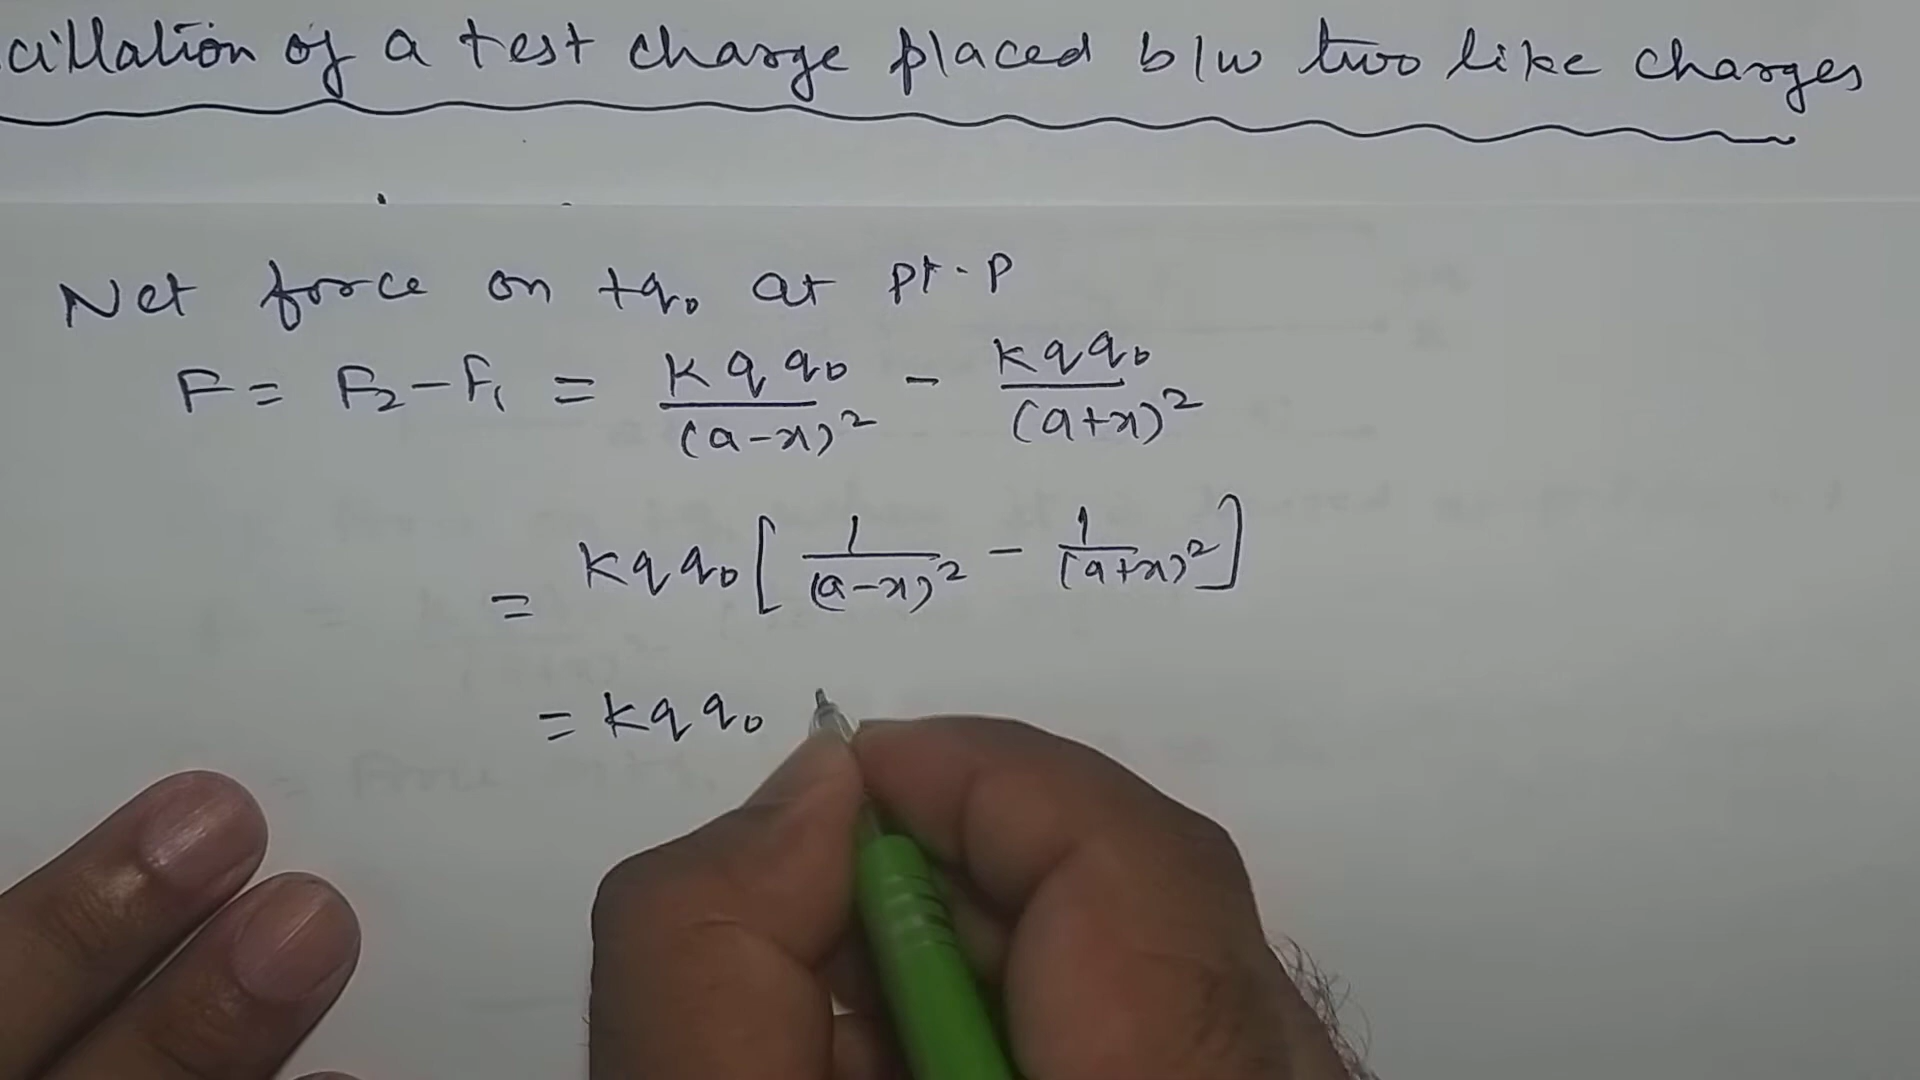 cillation of a test charge placed b/w two like charges
Net force on +q₀ at pt. P
F = F₂ - F₁ = Kqq₀/(a-x)² - Kqq₀/(a+x)²
= Kqq₀[1/(a-x)² - 1/(a+x)²]
= Kqq₀